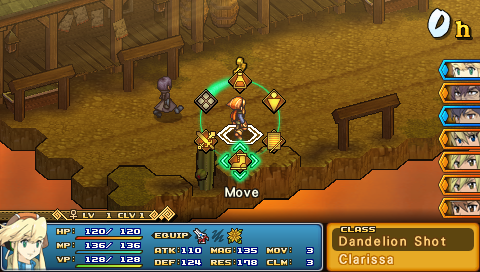 0h
Move
LV 1 CLV 1
HP: 120/ 120
MP: 136/ 136
VP: 128/ 128
EQUIP
ATK:110 MAG:135 MOV: 3
DEF:124 RES:178 CLM: 3
CLASS
Dandelion Shot
Clarissa